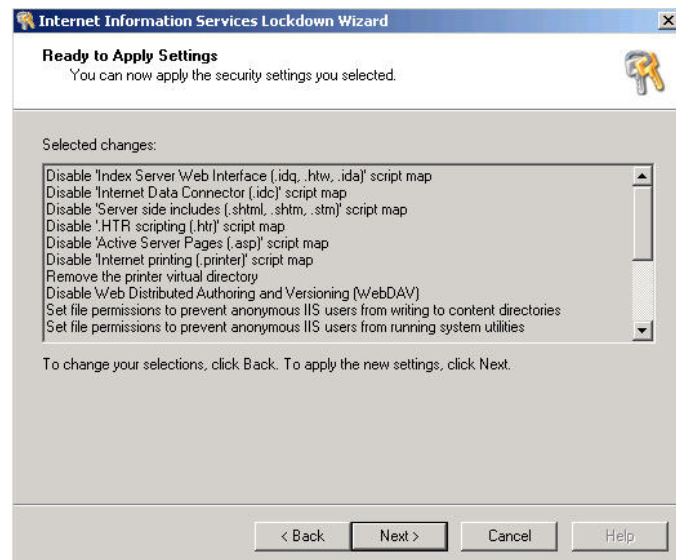 Internet Information Services Lockdown Wizard
Ready to Apply Settings
You can now apply the security settings you selected.
Selected changes:
Disable 'Index Server Web Interface (.idq, .htw, .ida)' script map
Disable 'Internet Data Connector (.idc)' script map
Disable 'Server side includes (.shtml, .shtm, .stm)' script map
Disable '.HTR scripting (.htr)' script map
Disable 'Active Server Pages (.asp)' script map
Disable 'Internet printing (.printer)' script map
Remove the printer virtual directory
Disable Web Distributed Authoring and Versioning (WebDAV)
Set file permissions to prevent anonymous IIS users from writing to content directories
Set file permissions to prevent anonymous IIS users from running system utilities
To change your selections, click Back. To apply the new settings, click Next.
< Back Next > Cancel Help